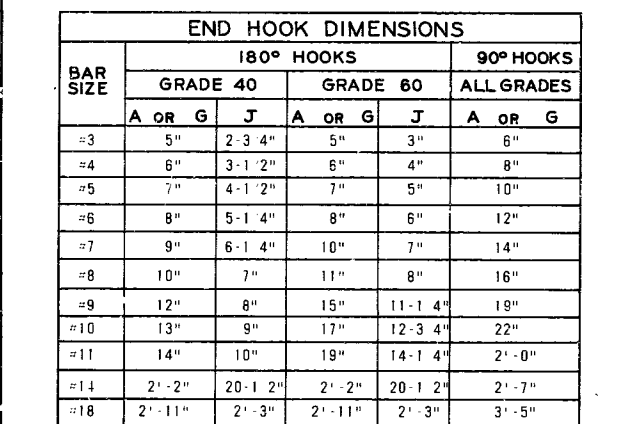 END HOOK DIMENSIONS
BAR SIZE 180° HOOKS 90° HOOKS
GRADE 40 GRADE 60 ALL GRADES
A OR G J A OR G J A OR G
#3 5" 2-3/4" 5" 3" 6"
#4 6" 3-1/2" 6" 4" 8"
#5 7" 4-1/2" 7" 5" 10"
#6 8" 5-1/4" 8" 6" 12"
#7 9" 6-1/4" 10" 7" 14"
#8 10" 7" 11" 8" 16"
#9 12" 8" 15" 11-1/4" 19"
#10 13" 9" 17" 12-3/4" 22"
#11 14" 10" 19" 14-1/4" 2'-0"
#14 2'-2" 20-1/2" 2'-2" 20-1/2" 2'-7"
#18 2'-11" 2'-3" 2'-11" 2'-3" 3'-5"